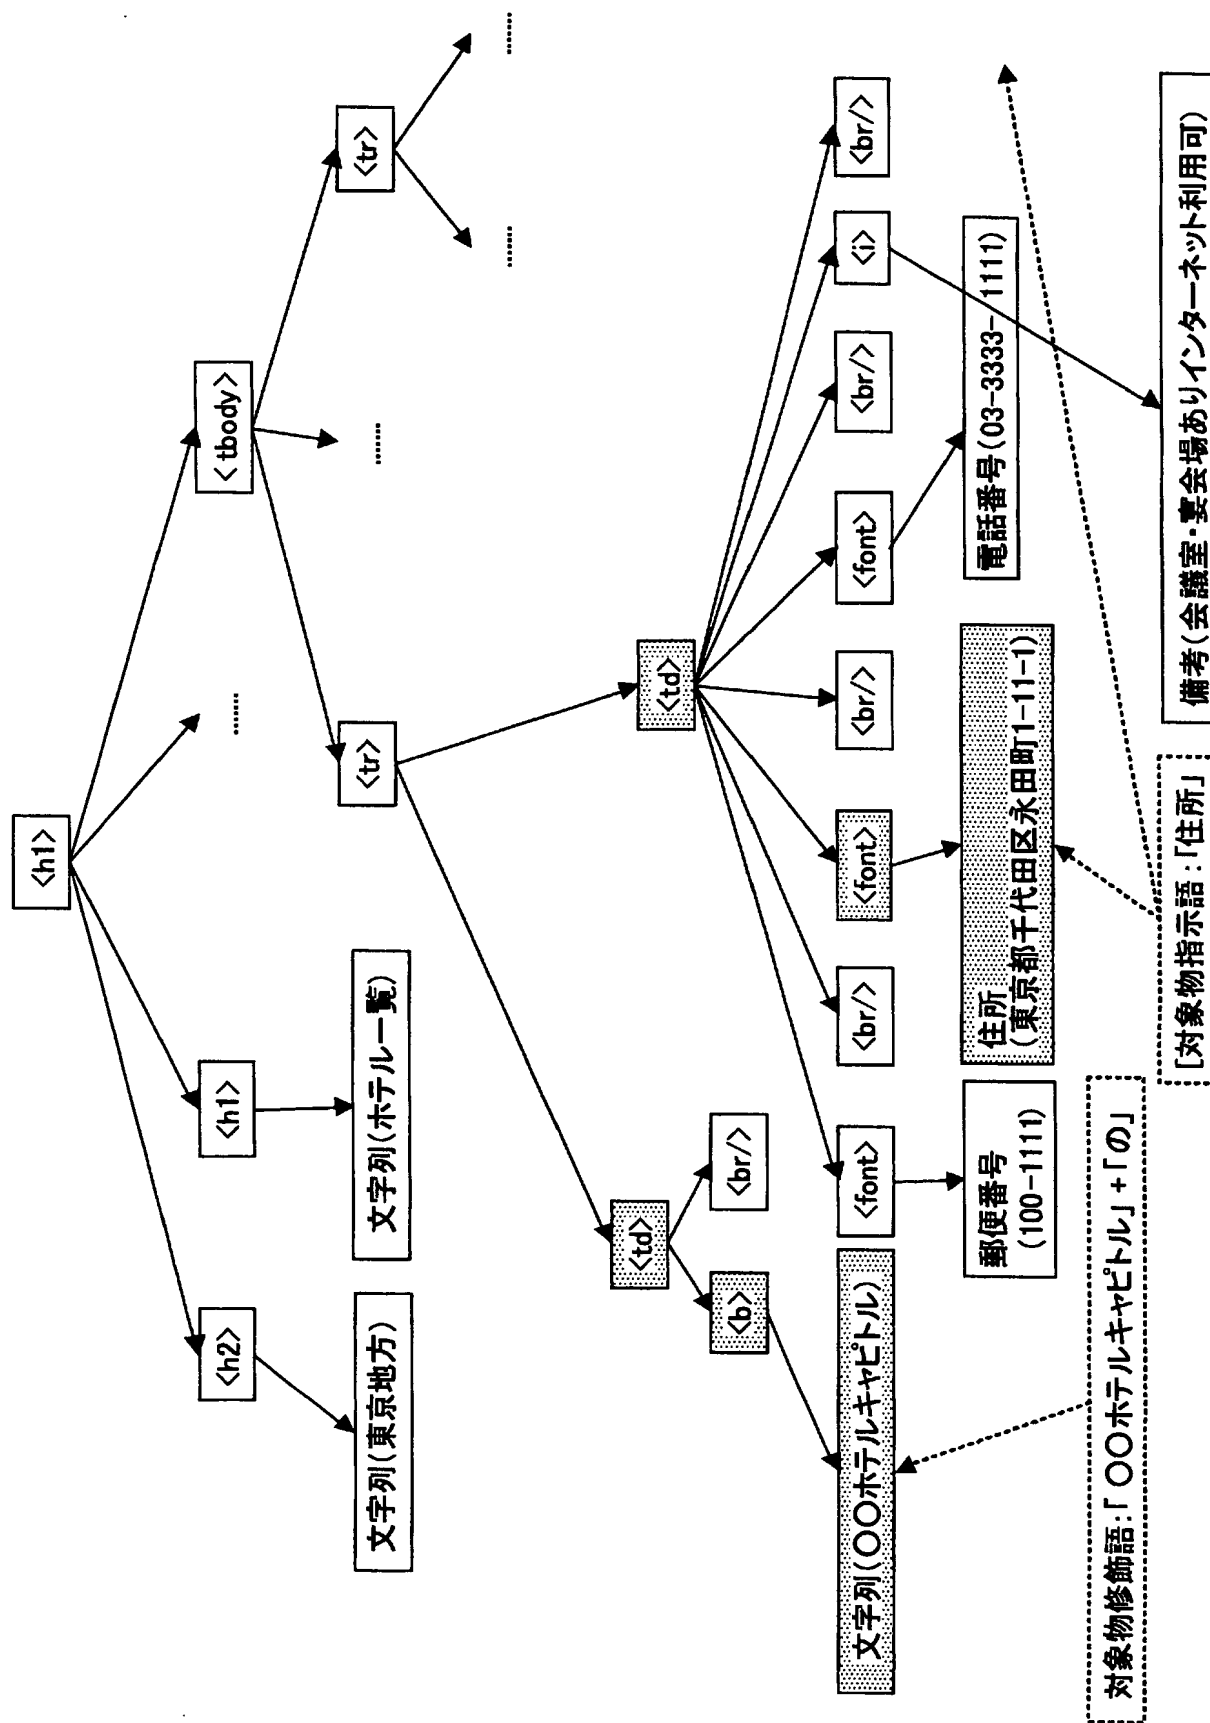 <h1>
<h2>
<h1>
……
<tbody>
文字列(東京地方)
文字列(ホテル一覧)
<tr>
……
<tr>
……
……
<td>
<td>
<b>
<br/>
文字列(〇〇ホテルキャピトル)
<font>
<br/>
<font>
<br/>
<font>
<br/>
<i>
<br/>
郵便番号
(100-1111)
住所
(東京都千代田区永田町1-11-1)
電話番号(03-3333-1111)
対象物修飾語:「〇〇ホテルキャピトル」+「の」
[対象物指示語:「住所」
備考(会議室・宴会場ありインターネット利用可)